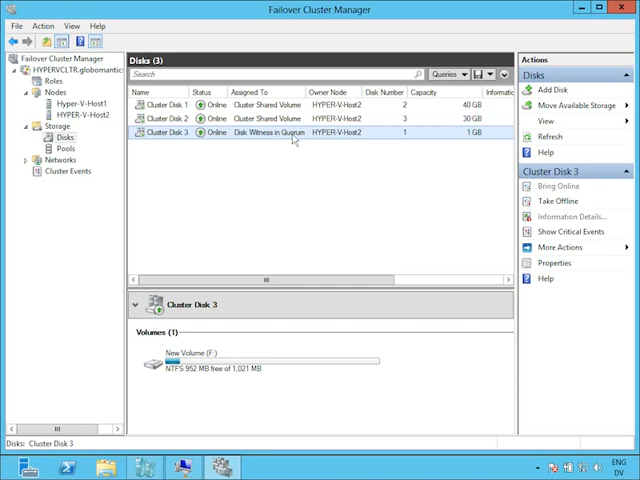 Failover Cluster Manager
File Action View Help
Failover Cluster Manager
HYPERVCLTR.globomantics
Roles
Nodes
Hyper-V-Host1
HYPER-V-Host2
Storage
Disks
Pools
Networks
Cluster Events
Disks (3)
Search
Queries
Name Status Assigned To Owner Node Disk Number Capacity Informati
Cluster Disk 1 Online Cluster Shared Volume HYPER-V-Host2 2 40 GB
Cluster Disk 2 Online Cluster Shared Volume HYPER-V-Host2 3 30 GB
Cluster Disk 3 Online Disk Witness in Quorum HYPER-V-Host2 1 1 GB
Cluster Disk 3
Volumes (1)
New Volume (F:)
NTFS 952 MB free of 1,021 MB
Actions
Disks
Add Disk
Move Available Storage
View
Refresh
Help
Cluster Disk 3
Bring Online
Take Offline
Information Details...
Show Critical Events
More Actions
Properties
Help
Disks: Cluster Disk 3
ENG
DV